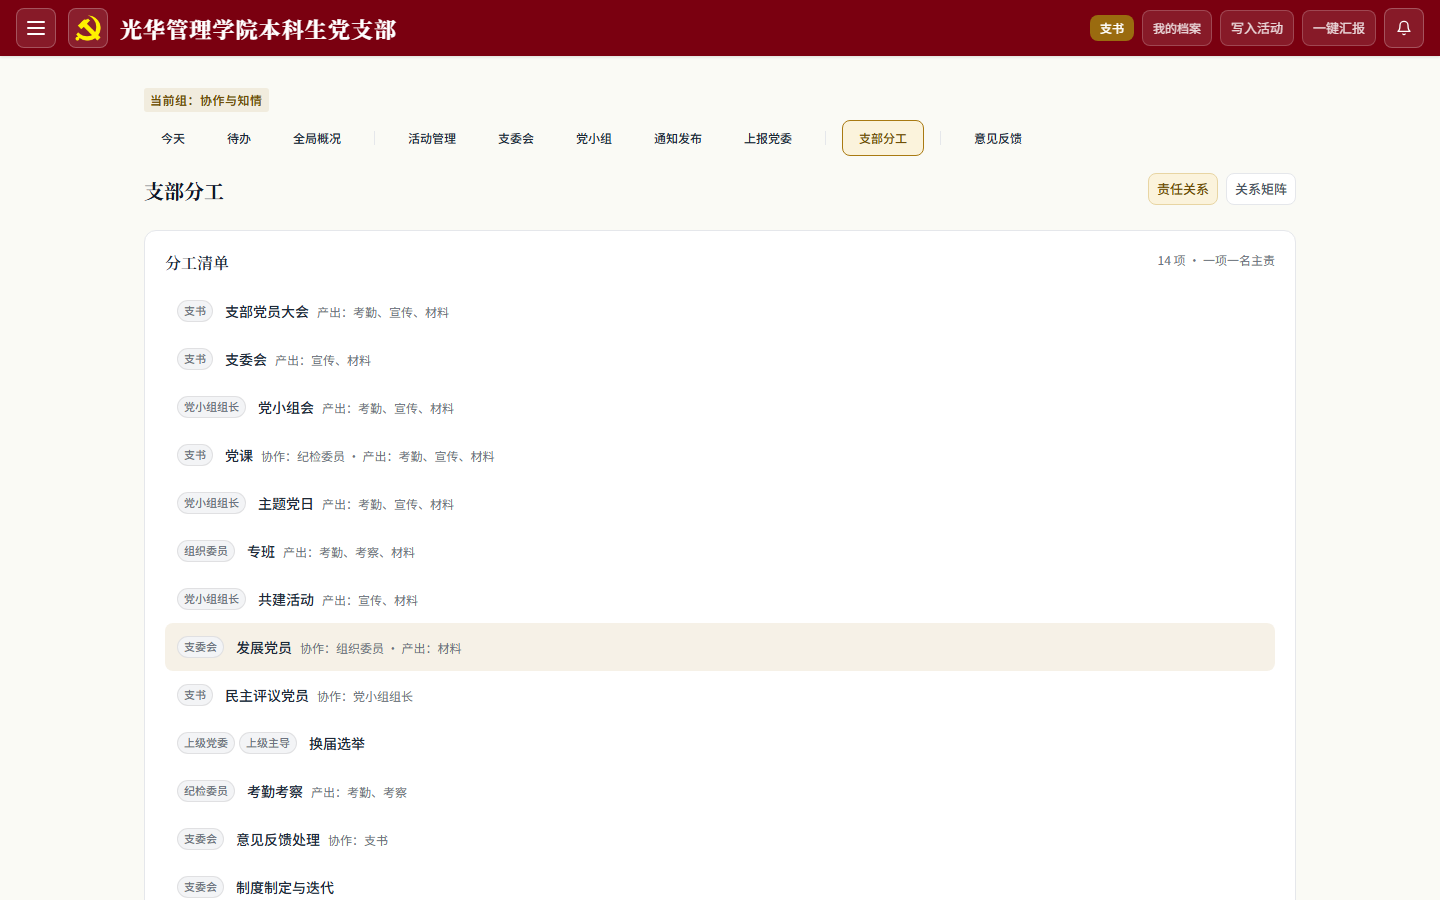 光华管理学院本科生党支部
支书 我的档案 写入活动 一键汇报
当前组：协作与知情
今天 待办 全局概况 活动管理 支委会 党小组 通知发布 上报党委 支部分工 意见反馈
支部分工
责任关系 关系矩阵
分工清单
14 项 · 一项一名主责
支书 支部党员大会 产出：考勤、宣传、材料
支书 支委会 产出：宣传、材料
党小组组长 党小组会 产出：考勤、宣传、材料
支书 党课 协作：纪检委员 · 产出：考勤、宣传、材料
党小组组长 主题党日 产出：考勤、宣传、材料
组织委员 专班 产出：考勤、考察、材料
党小组组长 共建活动 产出：宣传、材料
支委会 发展党员 协作：组织委员 · 产出：材料
支书 民主评议党员 协作：党小组组长
上级党委 上级主导 换届选举
纪检委员 考勤考察 产出：考勤、考察
支委会 意见反馈处理 协作：支书
支委会 制度制定与迭代